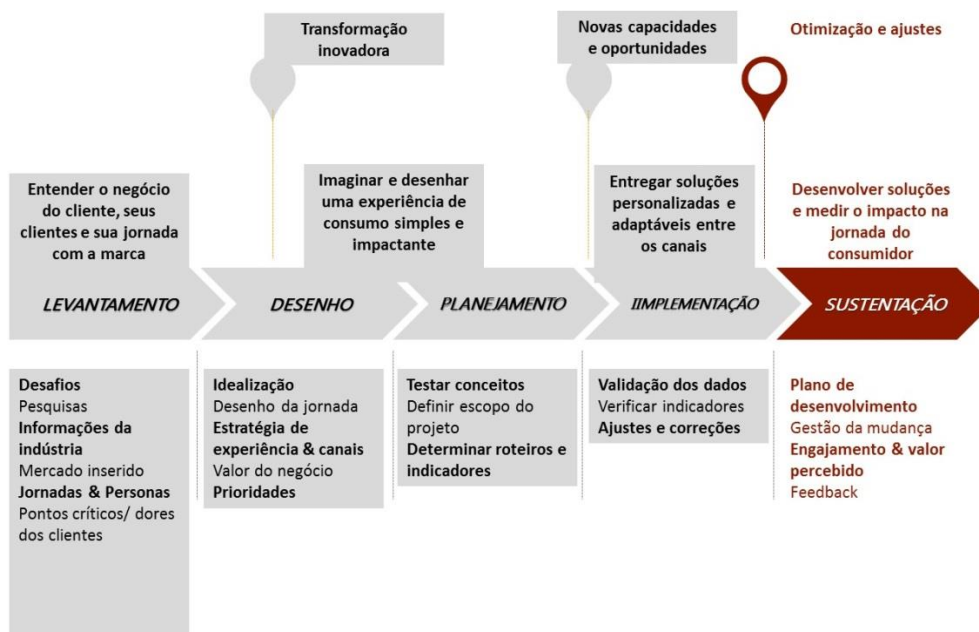 Transformação
inovadora
Novas capacidades
e oportunidades
Otimização e ajustes
Entender o negócio
do cliente, seus
clientes e sua jornada
com a marca
Imaginar e desenhar
uma experiência de
consumo simples e
impactante
Entregar soluções
personalizadas e
adaptáveis entre
os canais
Desenvolver soluções
e medir o impacto na
jornada do
consumidor
LEVANTAMENTO
DESENHO
PLANEJAMENTO
IIMPLEMENTAÇÃO
SUSTENTAÇÃO
Desafios
Pesquisas
Informações da
indústria
Mercado inserido
Jornadas & Personas
Pontos críticos/ dores
dos clientes
Idealização
Desenho da jornada
Estratégia de
experiência & canais
Valor do negócio
Prioridades
Testar conceitos
Definir escopo do
projeto
Determinar roteiros e
indicadores
Validação dos dados
Verificar indicadores
Ajustes e correções
Plano de
desenvolvimento
Gestão da mudança
Engajamento & valor
percebido
Feedback